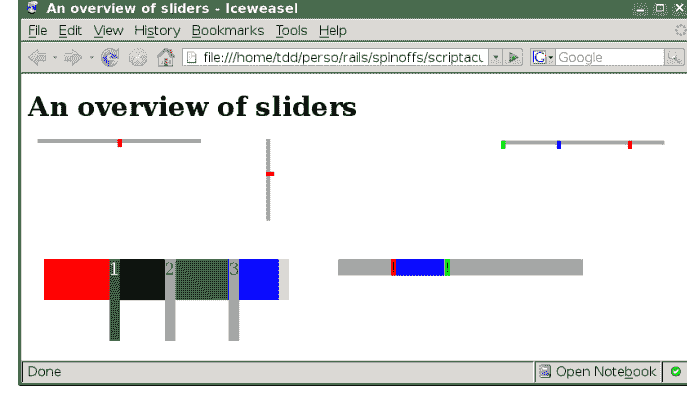 An overview of sliders - Iceweasel
File Edit View History Bookmarks Tools Help
file:///home/tdd/perso/rails/spinoffs/scriptacu
G Google
An overview of sliders
1 2 3
Done
Open Notebook